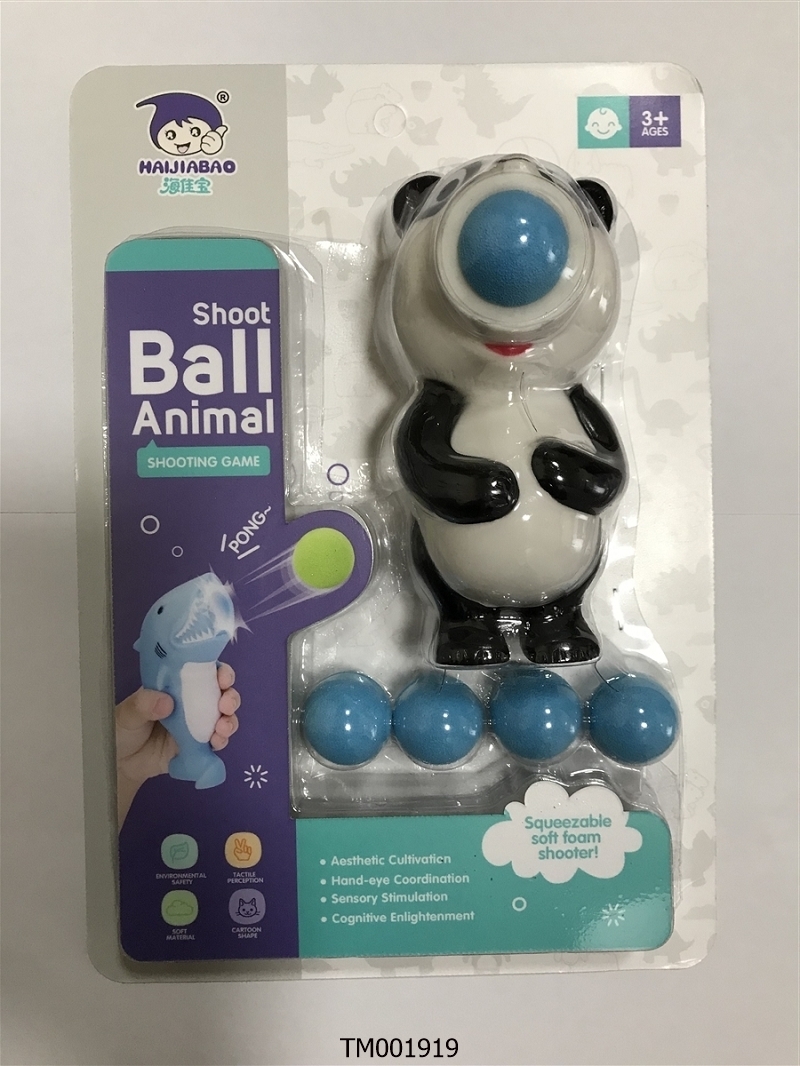 ®
HAIJIABAO
海佳宝
3+
AGES
Shoot
Ball
Animal
SHOOTING GAME
PONG~
ENVIRONMENTAL
SAFETY
TACTILE
PERCEPTION
SOFT
MATERIAL
CARTOON
SHAPE
• Aesthetic Cultivation
• Hand-eye Coordination
• Sensory Stimulation
• Cognitive Enlightenment
Squeezable
soft foam
shooter!
TM001919